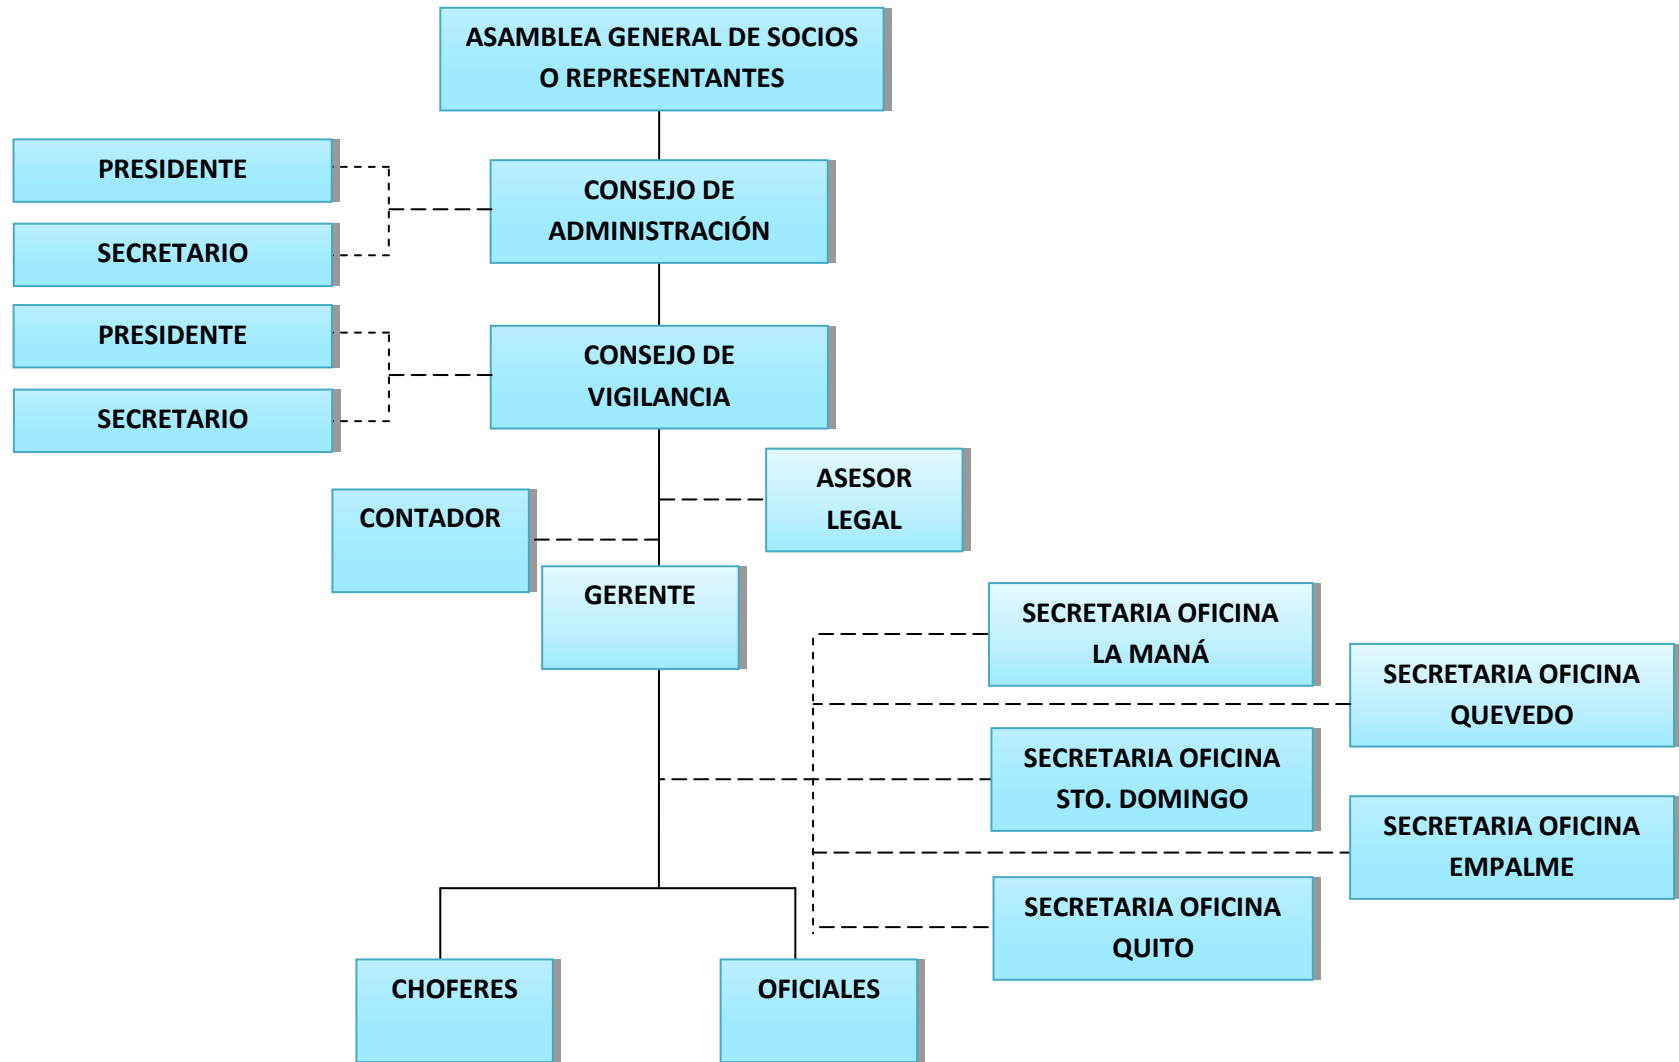 ASAMBLEA GENERAL DE SOCIOS
O REPRESENTANTES
PRESIDENTE
CONSEJO DE
ADMINISTRACIÓN
SECRETARIO
PRESIDENTE
CONSEJO DE
VIGILANCIA
SECRETARIO
ASESOR
LEGAL
CONTADOR
GERENTE
SECRETARIA OFICINA
LA MANÁ
SECRETARIA OFICINA
QUEVEDO
SECRETARIA OFICINA
STO. DOMINGO
SECRETARIA OFICINA
EMPALME
SECRETARIA OFICINA
QUITO
CHOFERES
OFICIALES